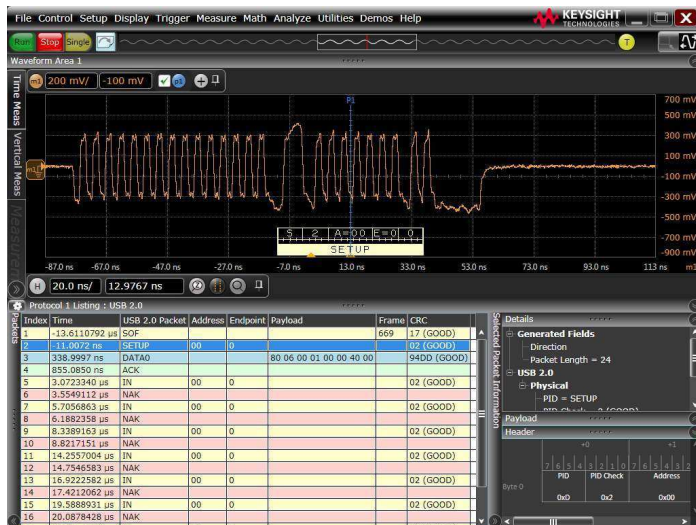 File Control Setup Display Trigger Measure Math Analyze Utilities Demos Help
KEYSIGHT
TECHNOLOGIES
Run Stop Single T
Waveform Area 1
m1 200 mV/ -100 mV p1
Time Meas
Vertical Meas
Measurements
P1
700 mV
500 mV
300 mV
100 mV
-100 mV
-300 mV
-500 mV
-700 mV
-900 mV
S 2 A=00 E=0 0
SETUP
-87.0 ns -67.0 ns -47.0 ns -27.0 ns -7.0 ns 13.0 ns 33.0 ns 53.0 ns 73.0 ns 93.0 ns 113 ns m1
H 20.0 ns/ 12.9767 ns
Protocol 1 Listing : USB 2.0
Packets
Index Time USB 2.0 Packet Address Endpoint Payload Frame CRC
1 -13.6110792 µs SOF 669 17 (GOOD)
2 -11.0072 ns SETUP 00 0 02 (GOOD)
3 338.9997 ns DATA0 80 06 00 01 00 00 40 00 94DD (GOOD)
4 855.0850 ns ACK
5 3.0723340 µs IN 00 0 02 (GOOD)
6 3.5549112 µs NAK
7 5.7056863 µs IN 00 0 02 (GOOD)
8 6.1882358 µs NAK
9 8.3389163 µs IN 00 0 02 (GOOD)
10 8.8217151 µs NAK
11 14.2557004 µs IN 00 0 02 (GOOD)
12 14.7546583 µs NAK
13 16.9222582 µs IN 00 0 02 (GOOD)
14 17.4212062 µs NAK
15 19.5888931 µs IN 00 0 02 (GOOD)
16 20.0878428 µs NAK
Selected Packet Information
Details
Generated Fields
Direction
Packet Length = 24
USB 2.0
Physical
PID = SETUP
Payload
Header
+0 +1
7 6 5 4 3 2 1 0 7 6 5 4 3 2
PID PID Check Address
Byte 0
0xD 0x2 0x00